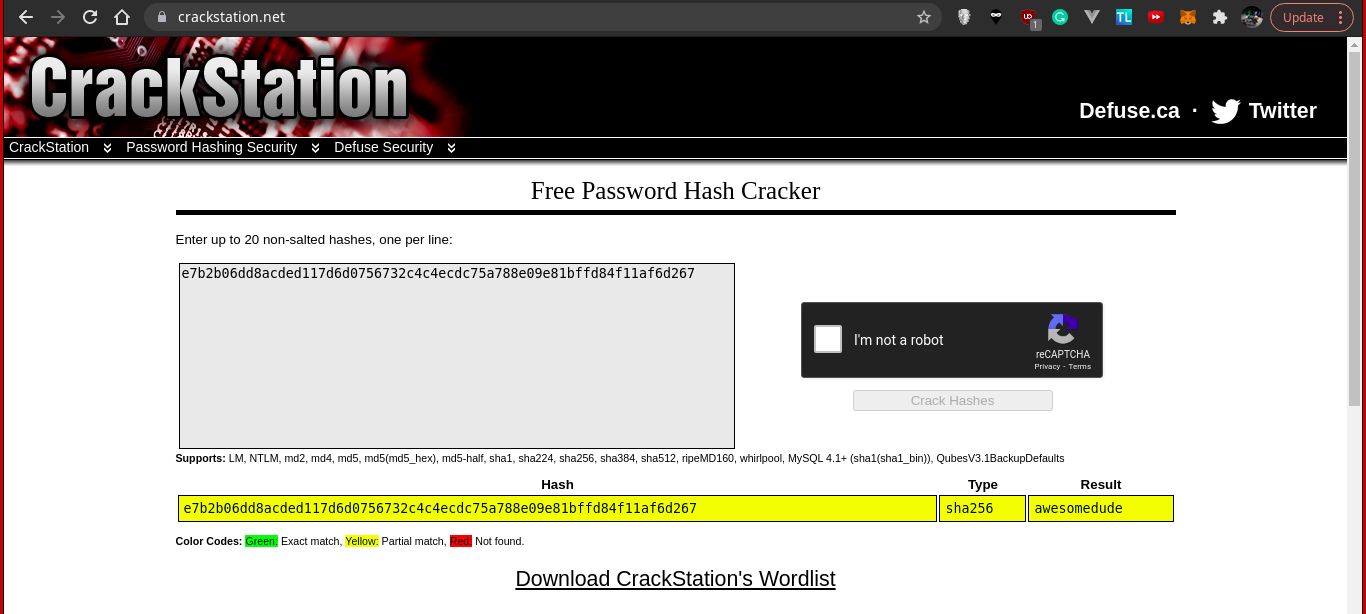 crackstation.net
1
TL
Update
CrackStation
Defuse.ca · Twitter
CrackStation Password Hashing Security Defuse Security
Free Password Hash Cracker
Enter up to 20 non-salted hashes, one per line:
e7b2b06dd8acded117d6d0756732c4c4ecdc75a788e09e81bffd84f11af6d267
I'm not a robot
reCAPTCHA
Privacy - Terms
Crack Hashes
Supports: LM, NTLM, md2, md4, md5, md5(md5_hex), md5-half, sha1, sha224, sha256, sha384, sha512, ripeMD160, whirlpool, MySQL 4.1+ (sha1(sha1_bin)), QubesV3.1BackupDefaults
Hash Type Result
e7b2b06dd8acded117d6d0756732c4c4ecdc75a788e09e81bffd84f11af6d267 sha256 awesomedude
Color Codes: Green: Exact match, Yellow: Partial match, Red: Not found.
Download CrackStation's Wordlist